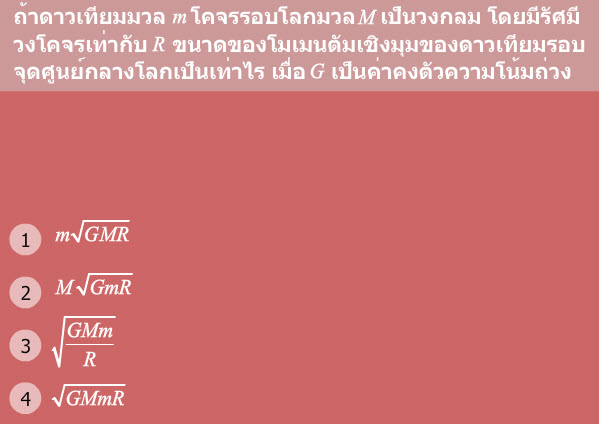 ถ้าดาวเทียมมวล m โคจรรอบโลกมวล M เป็นวงกลม โดยมีรัศมี
วงโคจรเท่ากับ R ขนาดของโมเมนตัมเชิงมุมของดาวเทียมรอบ
จุดศูนย์กลางโลกเป็นเท่าไร เมื่อ G เป็นค่าคงตัวความโน้มถ่วง
1 m√GMR
2 M√GmR
3 √GMm/R
4 √GMmR